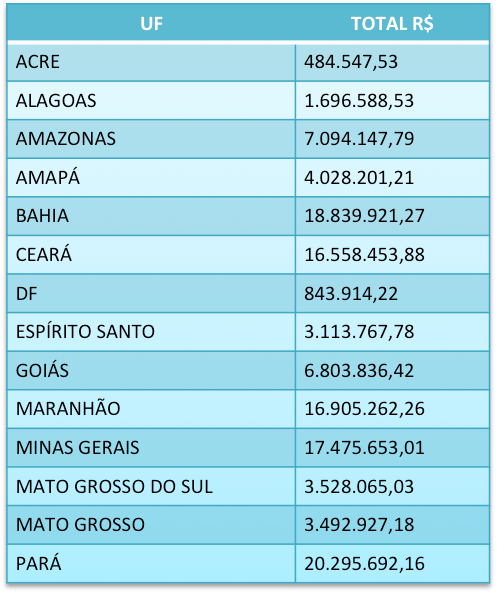 UF TOTAL R$
ACRE 484.547,53
ALAGOAS 1.696.588,53
AMAZONAS 7.094.147,79
AMAPÁ 4.028.201,21
BAHIA 18.839.921,27
CEARÁ 16.558.453,88
DF 843.914,22
ESPÍRITO SANTO 3.113.767,78
GOIÁS 6.803.836,42
MARANHÃO 16.905.262,26
MINAS GERAIS 17.475.653,01
MATO GROSSO DO SUL 3.528.065,03
MATO GROSSO 3.492.927,18
PARÁ 20.295.692,16